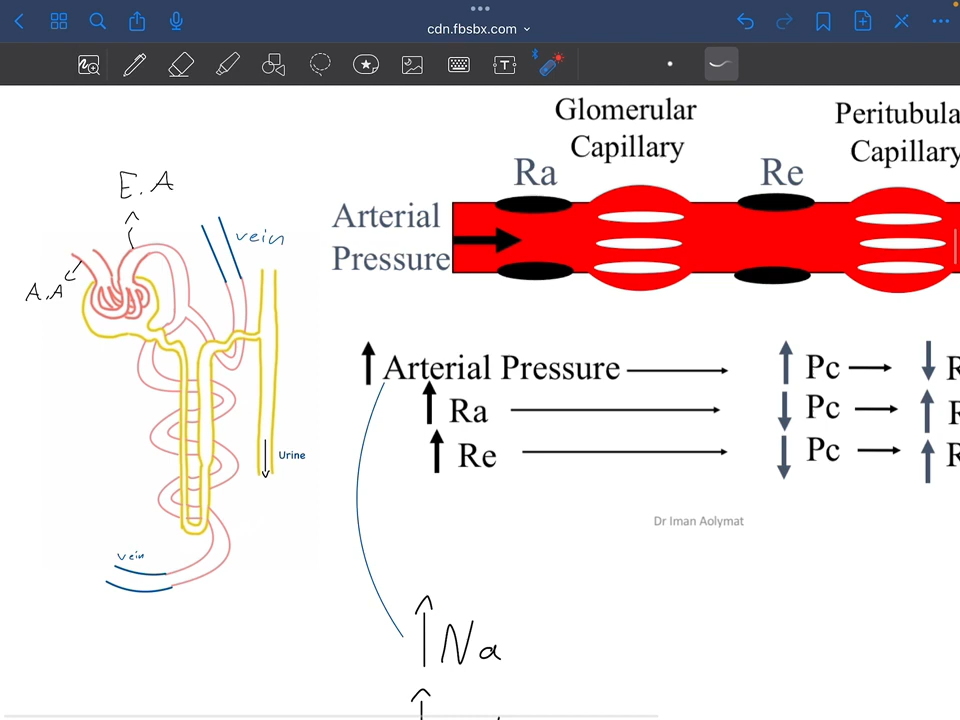 cdn.fbsbx.com
Glomerular
Capillary
Peritubula
Capillary
Ra
Re
Arterial
Pressure
E.A
A.A
vein
Urine
vein
↑ Arterial Pressure → ↑ Pc → ↓ R
↑ Ra → ↓ Pc → ↑ R
↑ Re → ↓ Pc → ↑ R
Dr Iman Aolymat
↑ Na